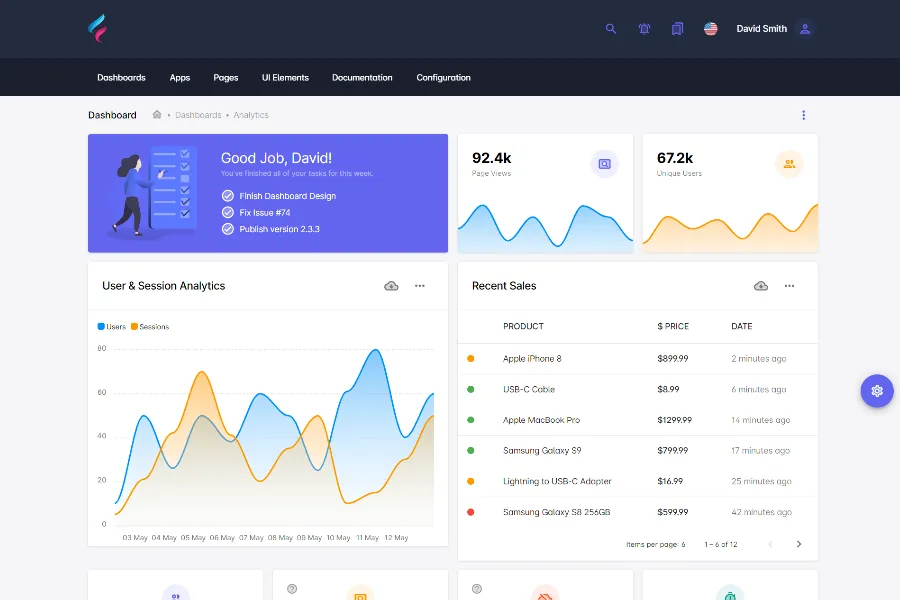 David Smith
Dashboards Apps Pages UI Elements Documentation Configuration
Dashboard • Dashboards • Analytics
Good Job, David!
You've finished all of your tasks for this week.
Finish Dashboard Design
Fix Issue #74
Publish version 2.3.3
92.4k
Page Views
67.2k
Unique Users
User & Session Analytics
Users Sessions
80
60
40
20
0
03 May 04 May 05 May 06 May 07 May 08 May 09 May 10 May 11 May 12 May
Recent Sales
PRODUCT $ PRICE DATE
Apple iPhone 8 $899.99 2 minutes ago
USB-C Cable $8.99 6 minutes ago
Apple MacBook Pro $1299.99 14 minutes ago
Samsung Galaxy S9 $799.99 17 minutes ago
Lightning to USB-C Adapter $16.99 25 minutes ago
Samsung Galaxy S8 256GB $599.99 42 minutes ago
Items per page: 6 1 – 6 of 12